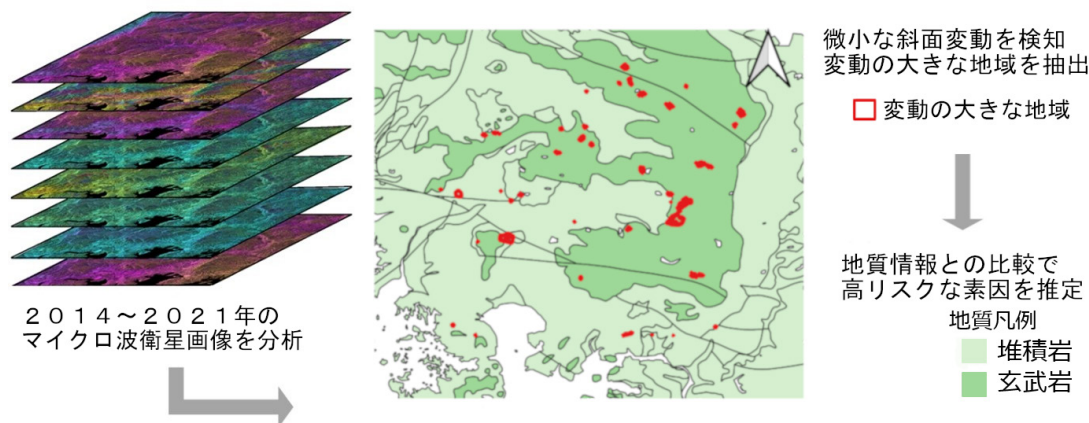 ２０１４～２０２１年の
マイクロ波衛星画像を分析
微小な斜面変動を検知
変動の大きな地域を抽出
変動の大きな地域
地質情報との比較で
高リスクな素因を推定
地質凡例
堆積岩
玄武岩